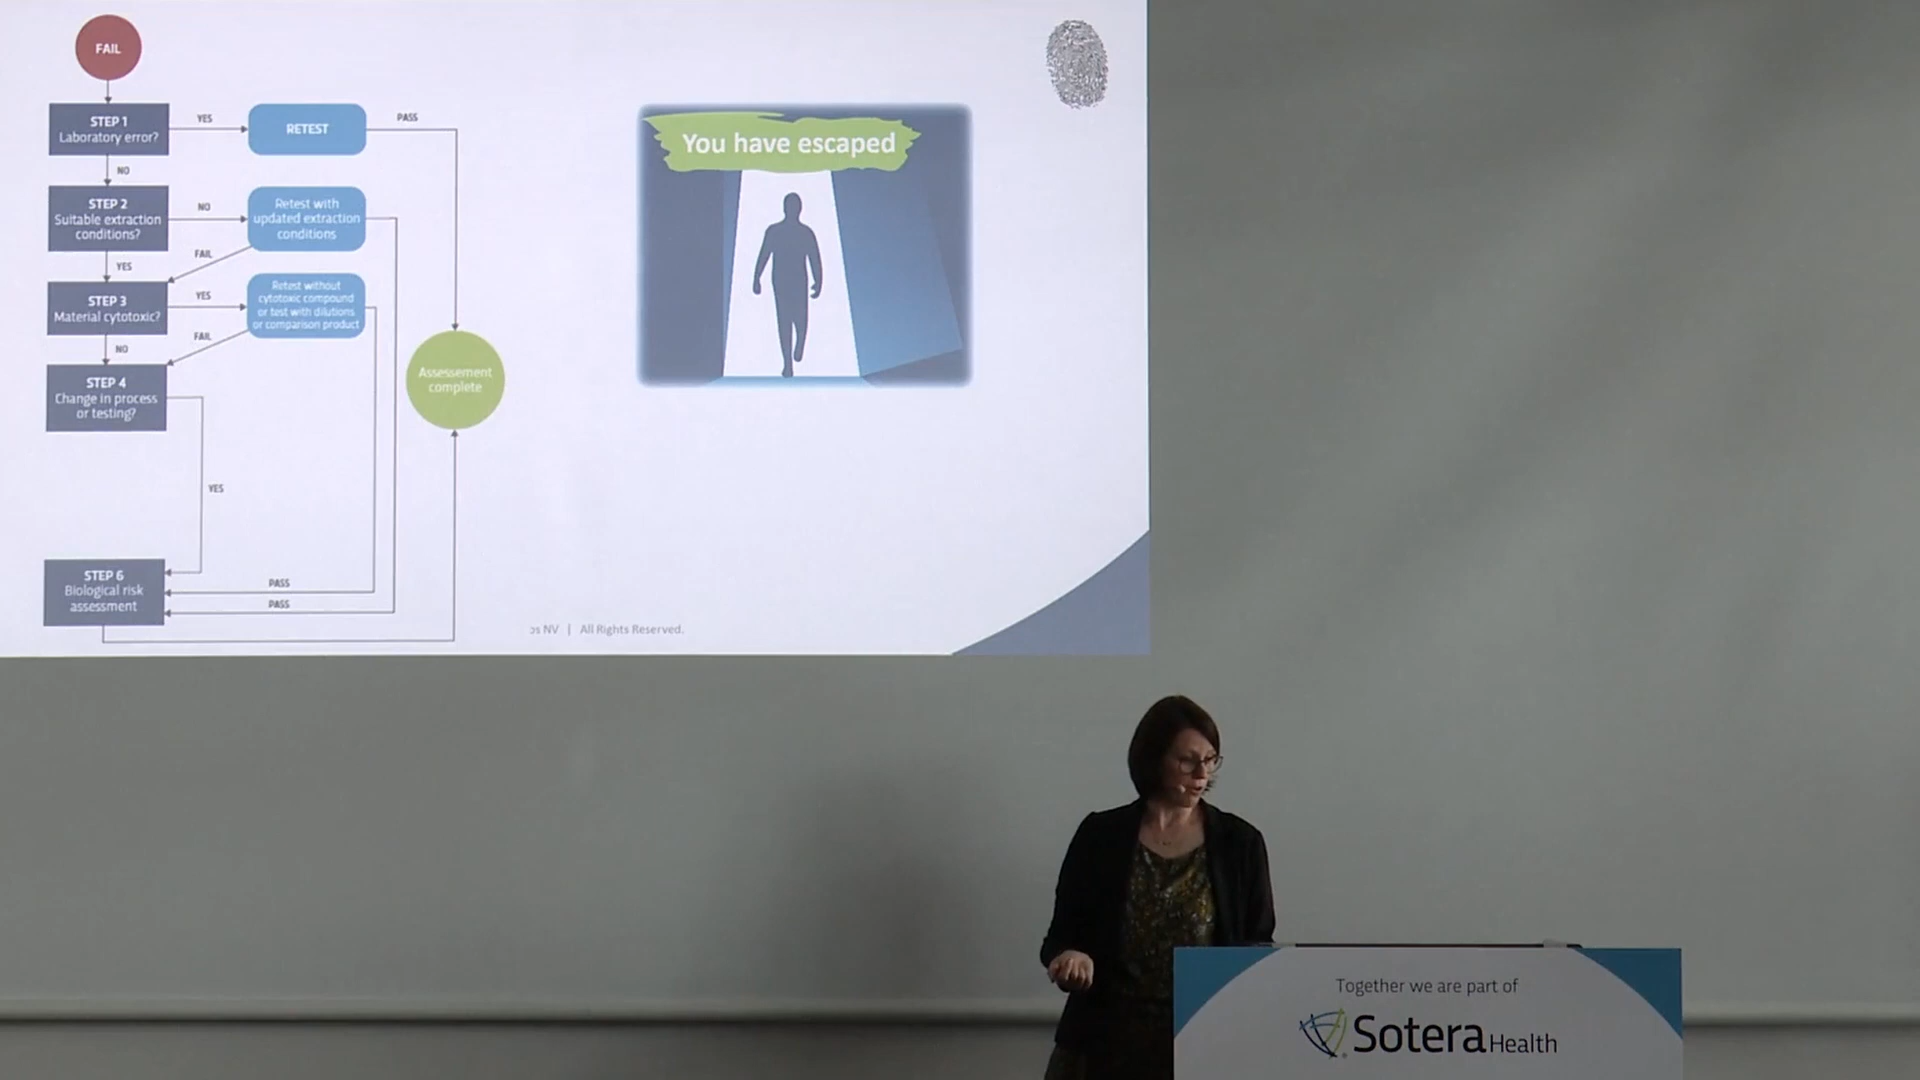 FAIL
STEP 1
Laboratory error?
YES
RETEST
PASS
NO
STEP 2
Suitable extraction
conditions?
NO
Retest with
updated extraction
conditions
FAIL
YES
STEP 3
Material cytotoxic?
YES
Retest without
cytotoxic compound
or test with dilutions
or comparison product
FAIL
NO
STEP 4
Change in process
or testing?
YES
Assessement
complete
STEP 6
Biological risk
assessment
PASS
PASS
You have escaped
NV | All Rights Reserved.
Together we are part of
Sotera Health